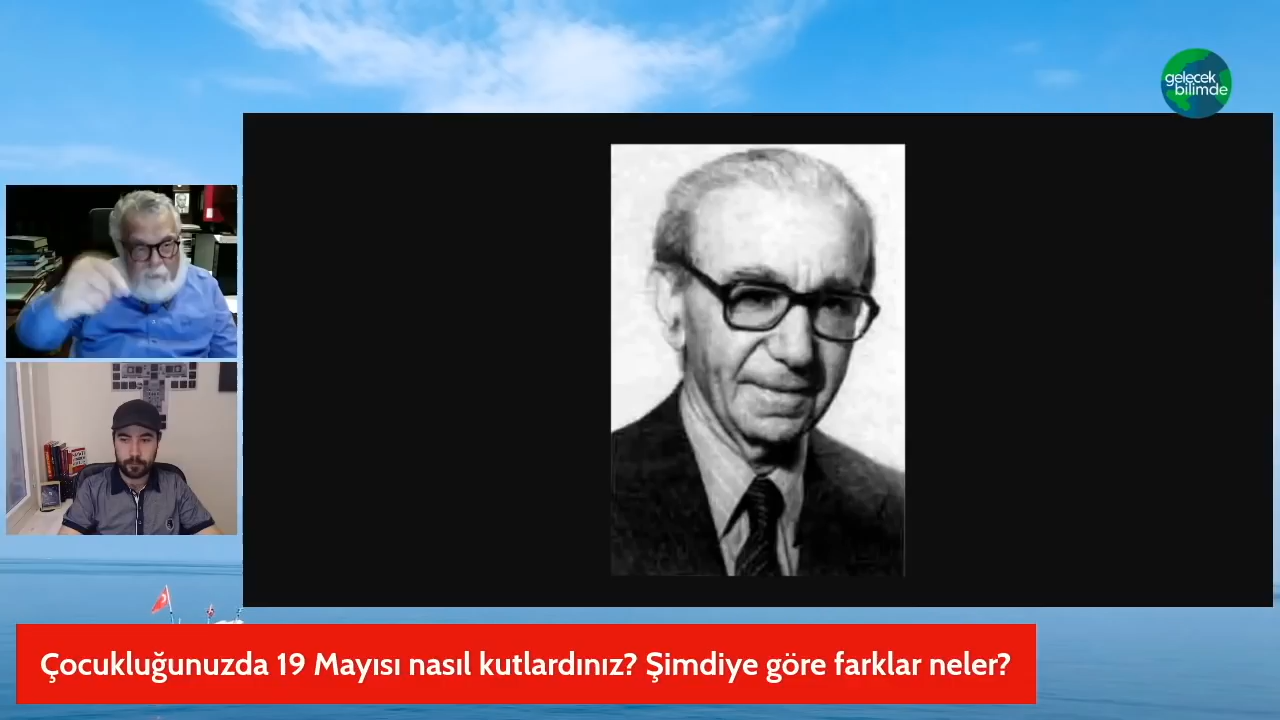 gelecek
bilimde
Çocukluğunuzda 19 Mayısı nasıl kutlardınız? Şimdiye göre farklar neler?